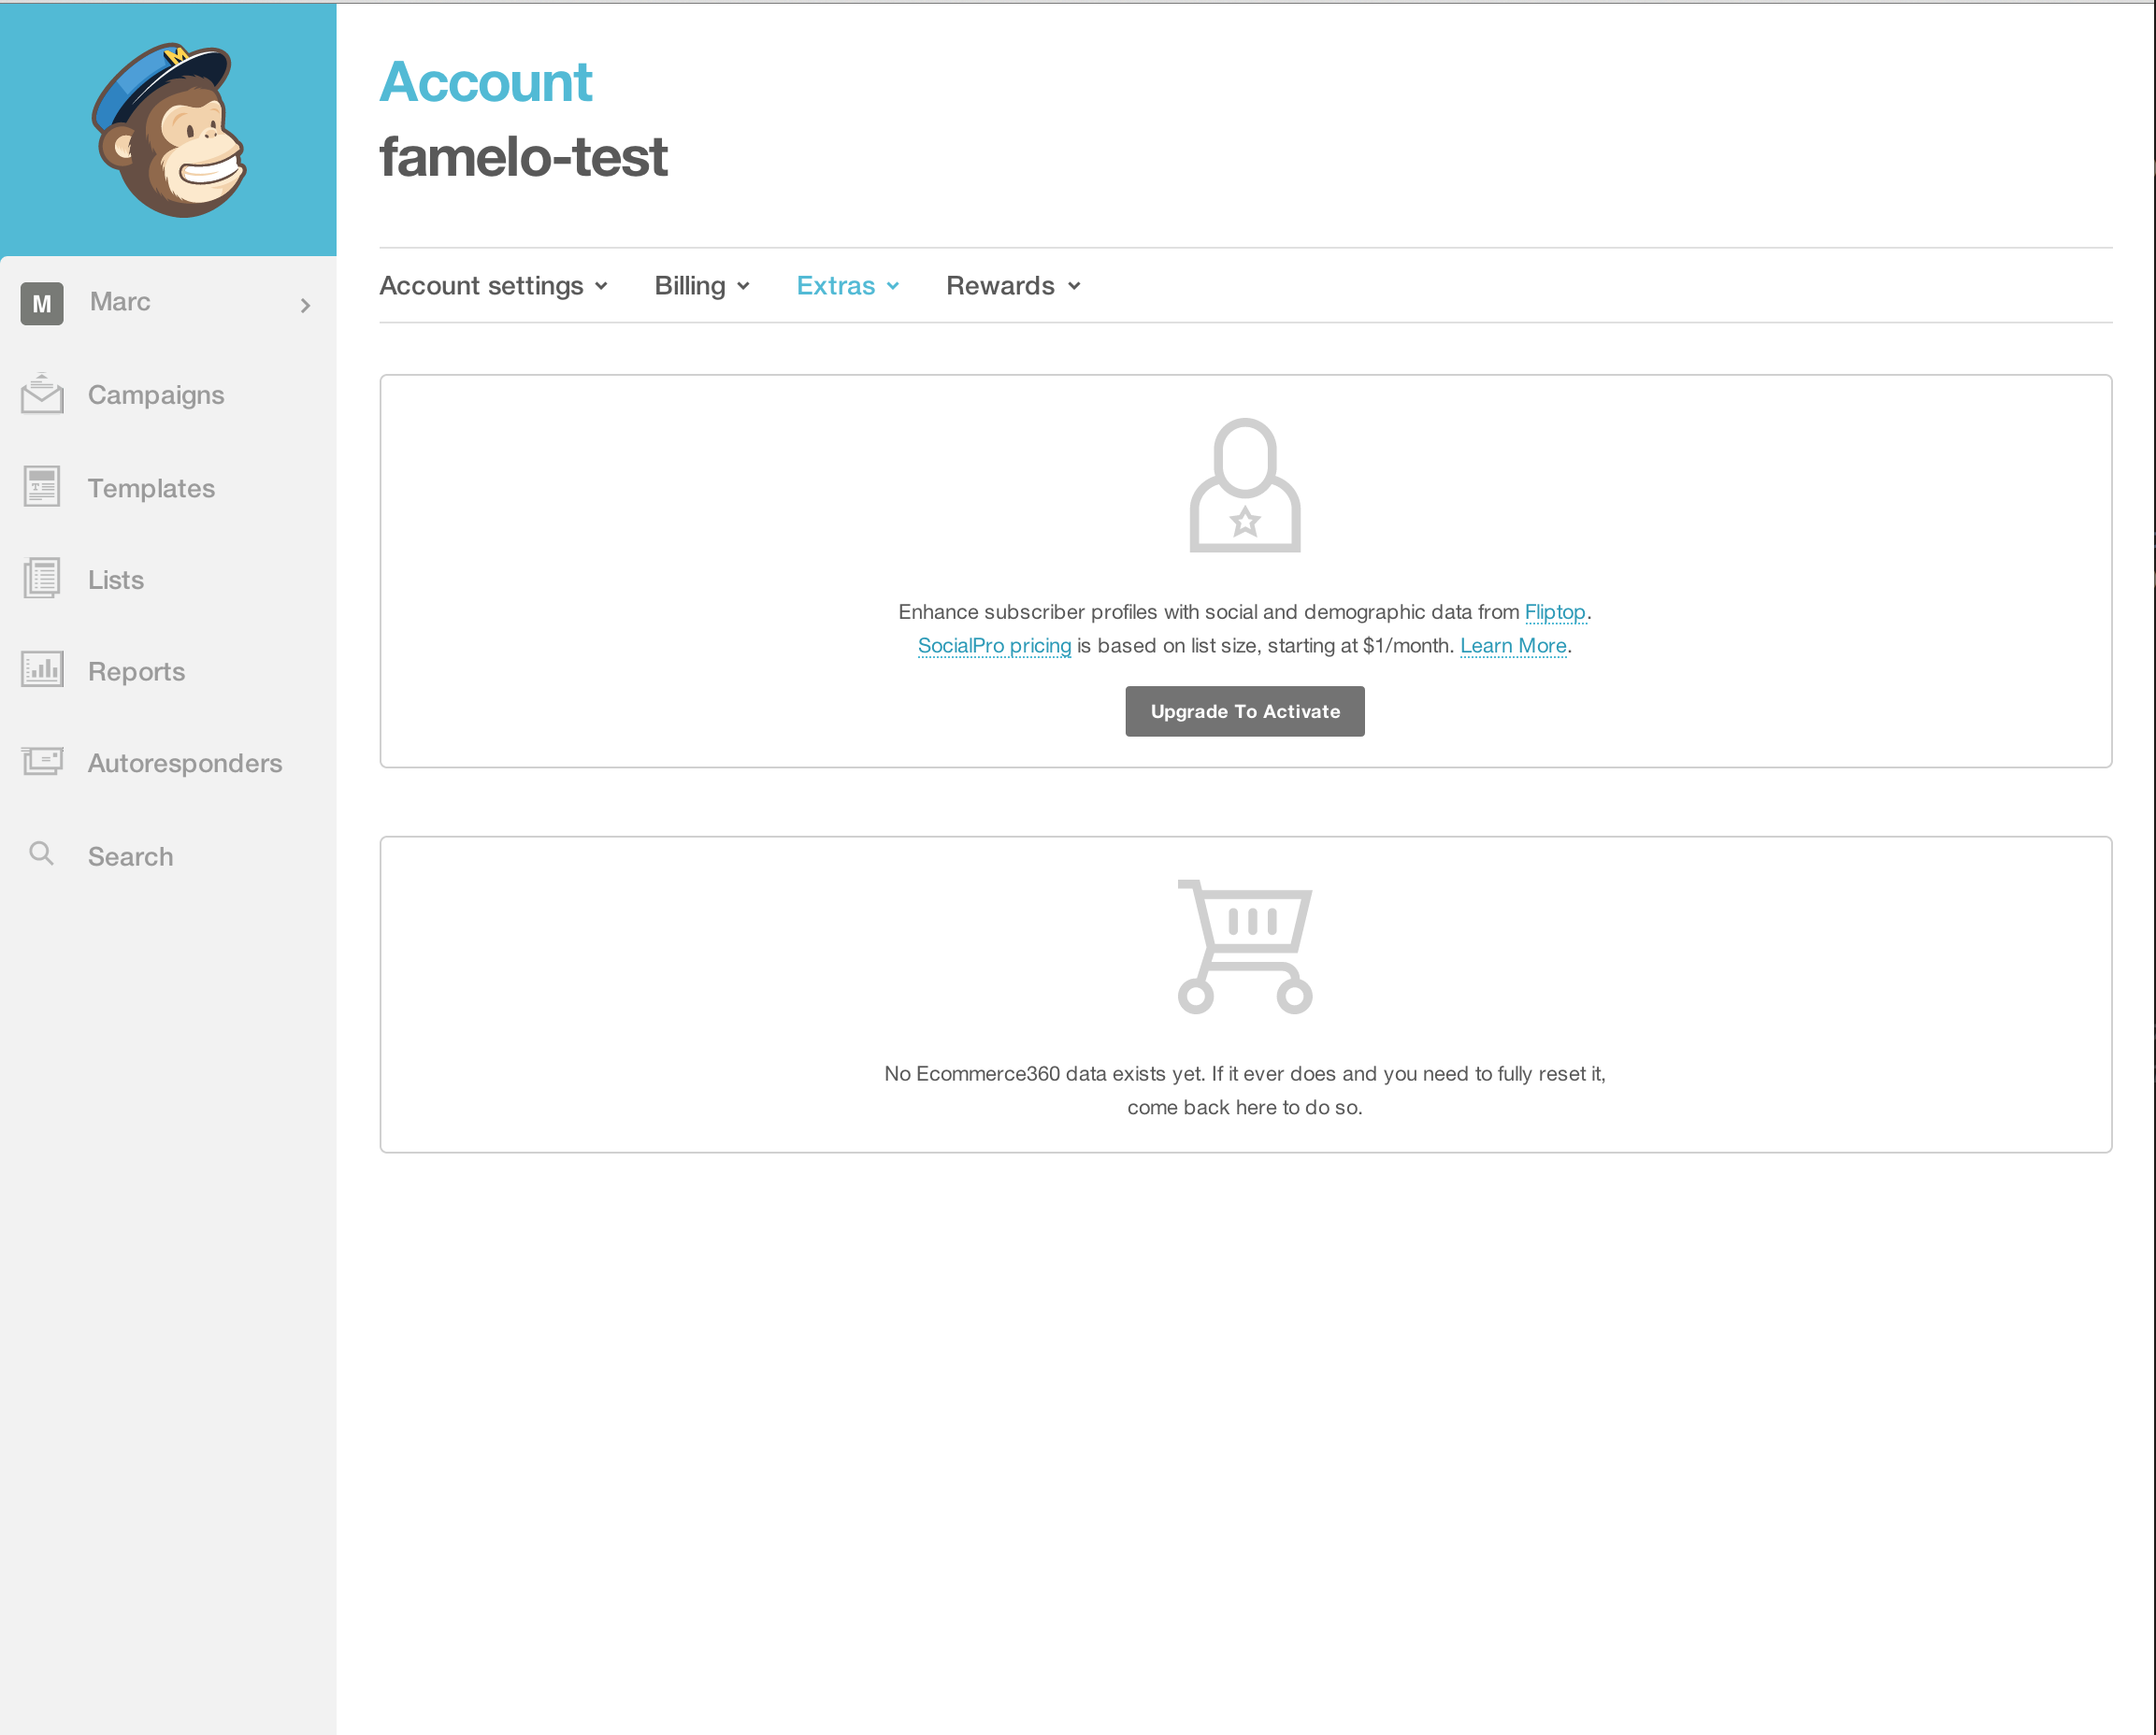 Account
famelo-test
Account settings
Billing
Extras
Rewards
M
Marc
Campaigns
Templates
Lists
Reports
Autoresponders
Search
Enhance subscriber profiles with social and demographic data from Fliptop.
SocialPro pricing is based on list size, starting at $1/month. Learn More.
Upgrade To Activate
No Ecommerce360 data exists yet. If it ever does and you need to fully reset it,
come back here to do so.